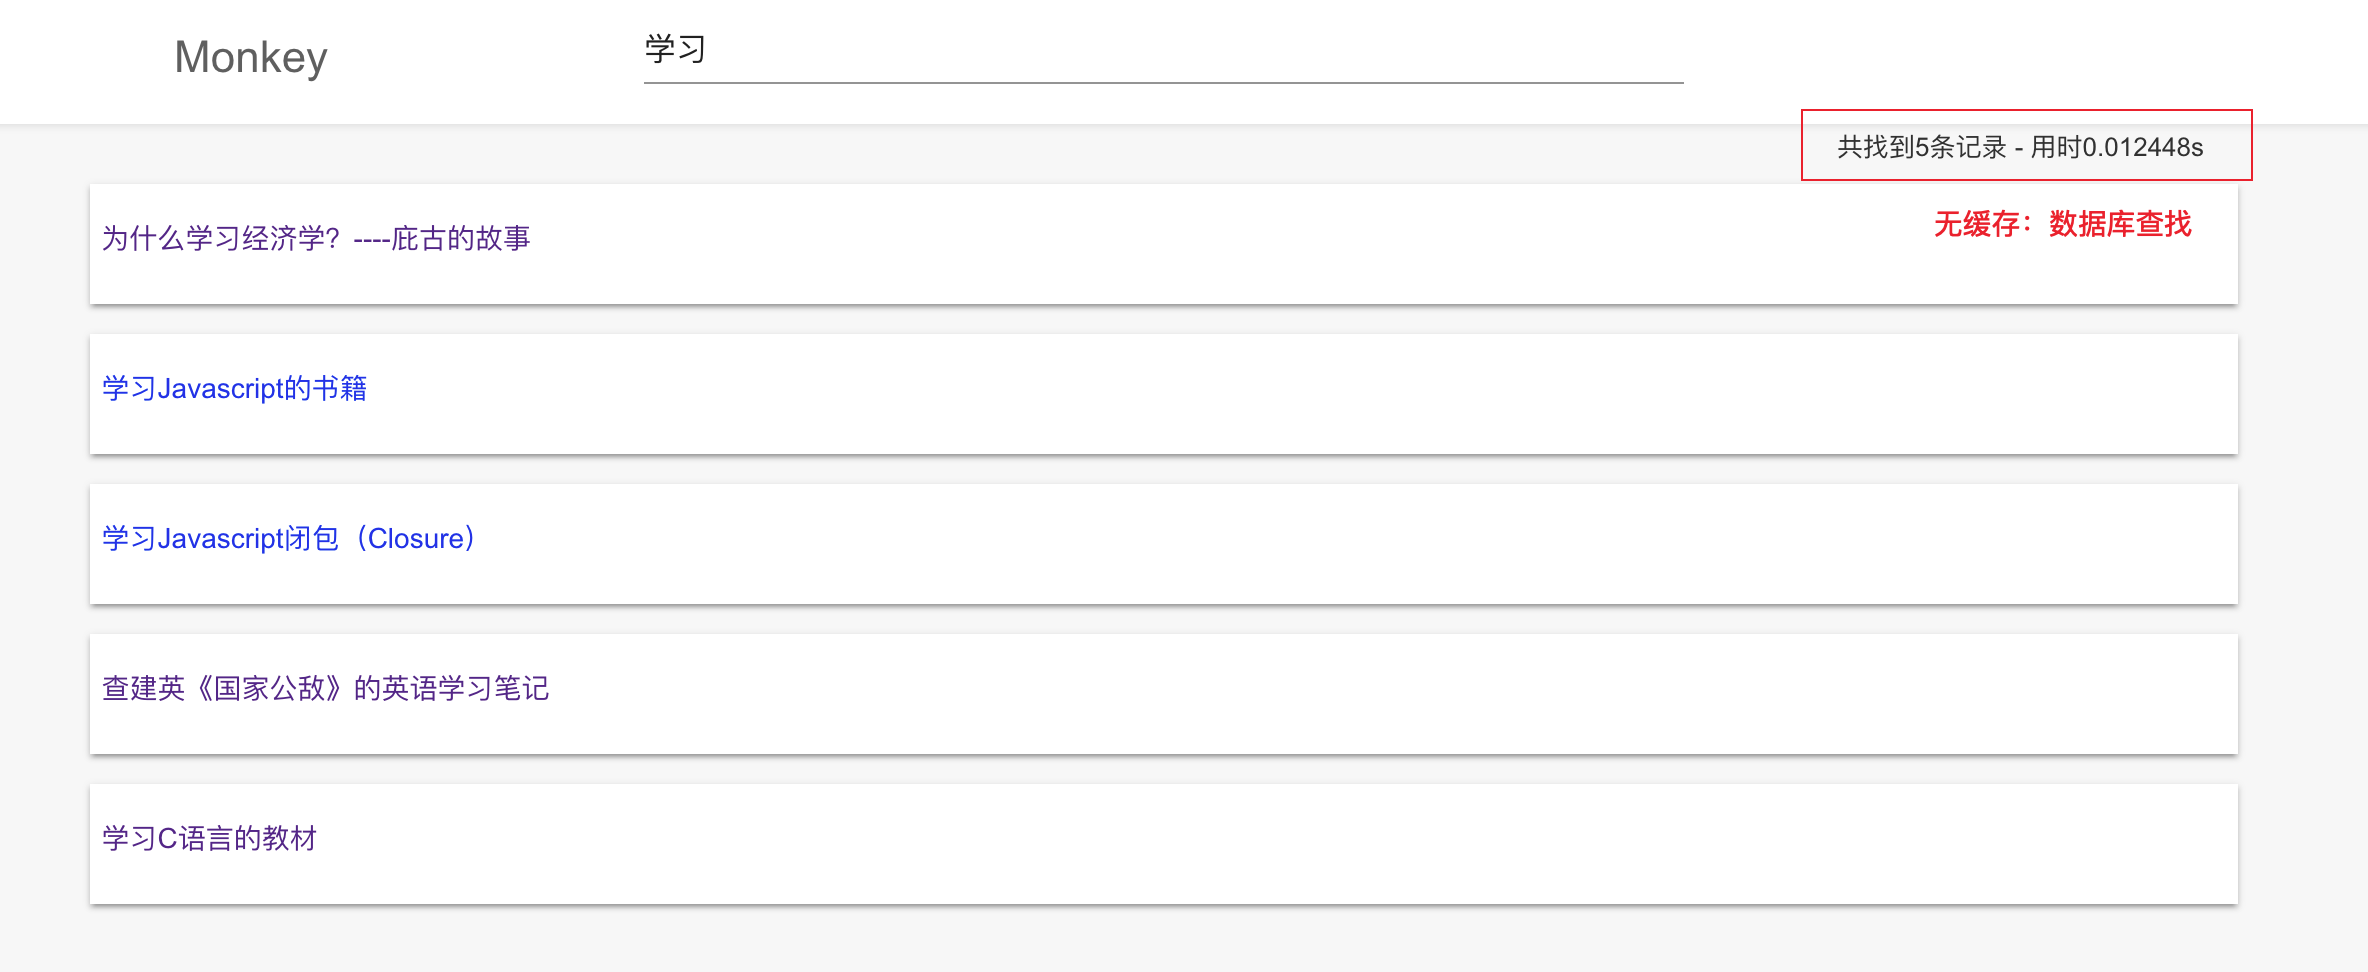 Monkey
学习
共找到5条记录 - 用时0.012448s
无缓存：数据库查找
为什么学习经济学？----庇古的故事
学习Javascript的书籍
学习Javascript闭包（Closure）
查建英《国家公敌》的英语学习笔记
学习C语言的教材